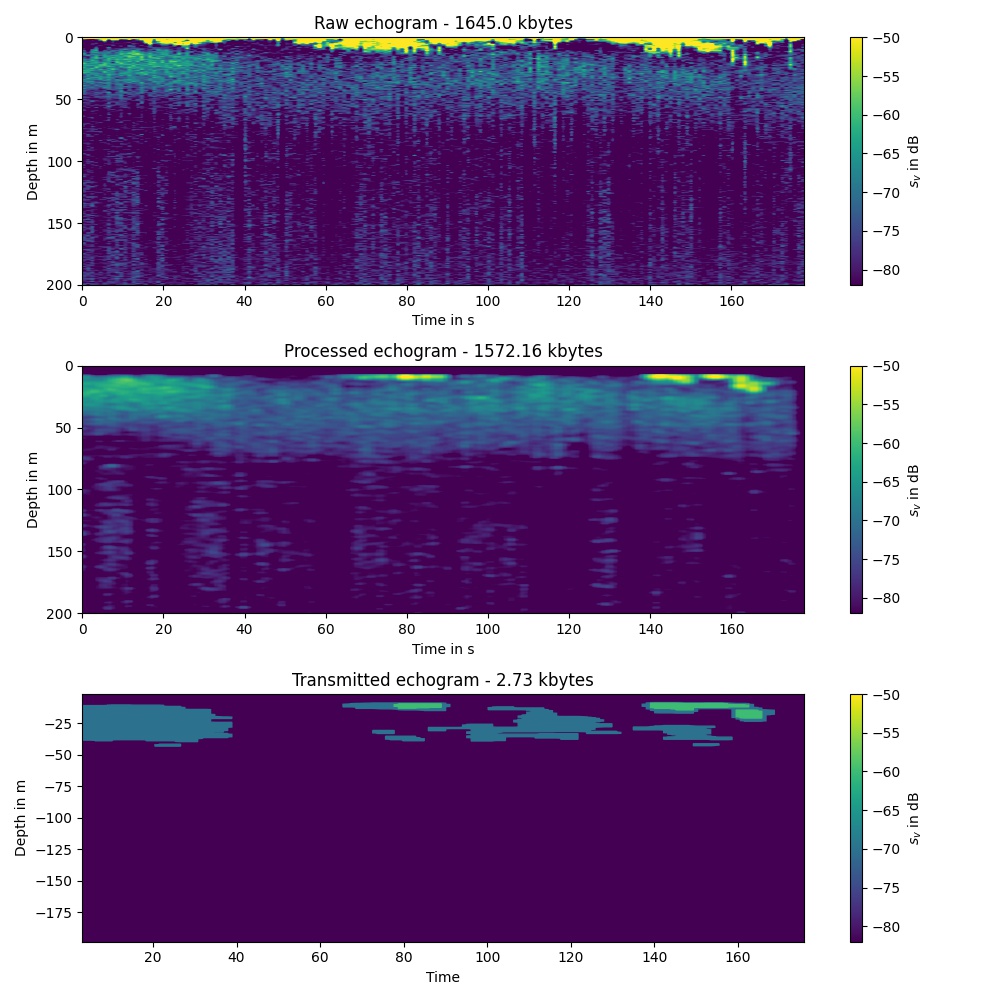 Raw echogram - 1645.0 kbytes
0
50
100
150
200
Depth in m
0 20 40 60 80 100 120 140 160
Time in s
−50
−55
−60
−65
−70
−75
−80
s_v in dB
Processed echogram - 1572.16 kbytes
0
50
100
150
200
Depth in m
0 20 40 60 80 100 120 140 160
Time in s
−50
−55
−60
−65
−70
−75
−80
s_v in dB
Transmitted echogram - 2.73 kbytes
−25
−50
−75
−100
−125
−150
−175
Depth in m
20 40 60 80 100 120 140 160
Time
−50
−55
−60
−65
−70
−75
−80
s_v in dB